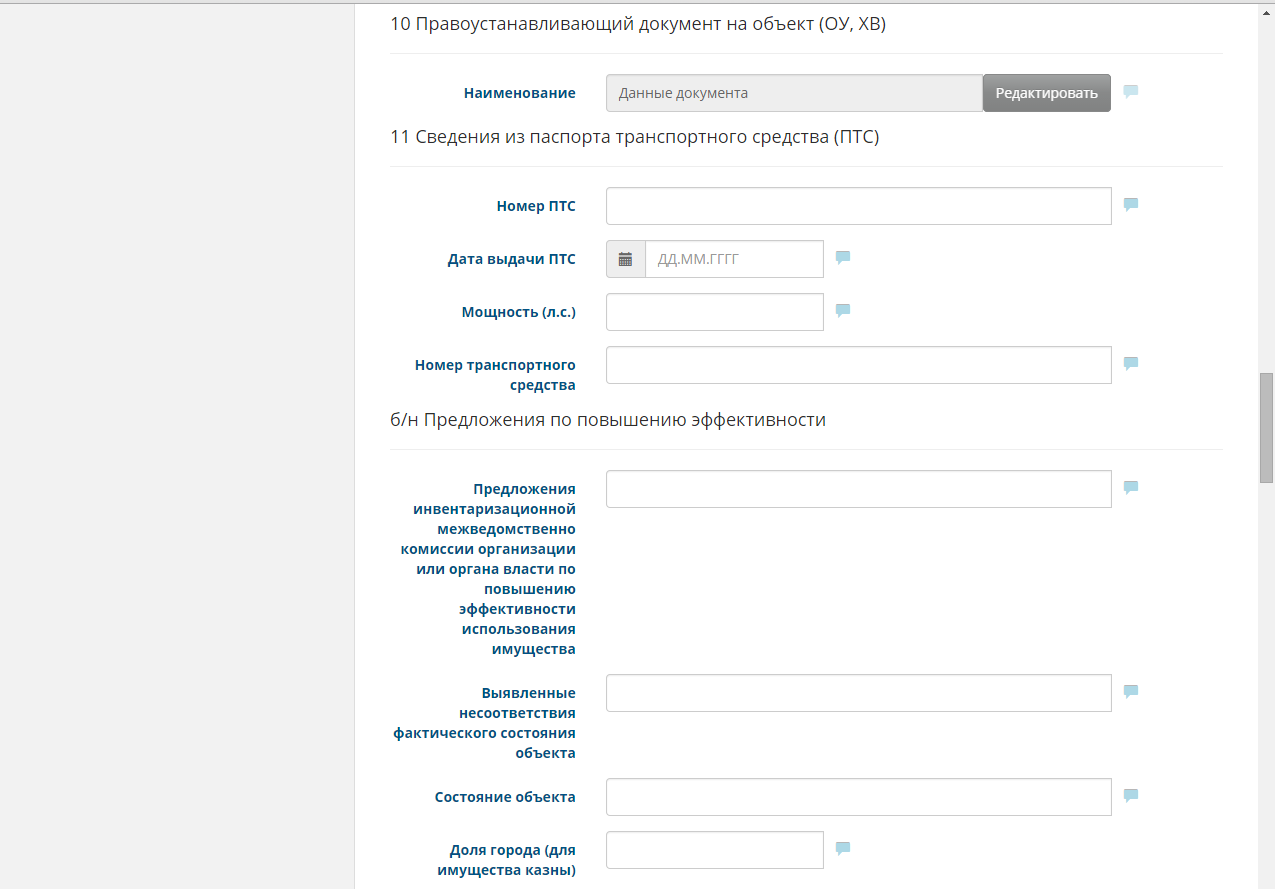 10 Правоустанавливающий документ на объект (ОУ, ХВ)
Наименование
Данные документа
Редактировать
11 Сведения из паспорта транспортного средства (ПТС)
Номер ПТС
Дата выдачи ПТС
ДД.ММ.ГГГГ
Мощность (л.с.)
Номер транспортного
средства
б/н Предложения по повышению эффективности
Предложения
инвентаризационной
межведомственно
комиссии организации
или органа власти по
повышению
эффективности
использования
имущества
Выявленные
несоответствия
фактического состояния
объекта
Состояние объекта
Доля города (для
имущества казны)